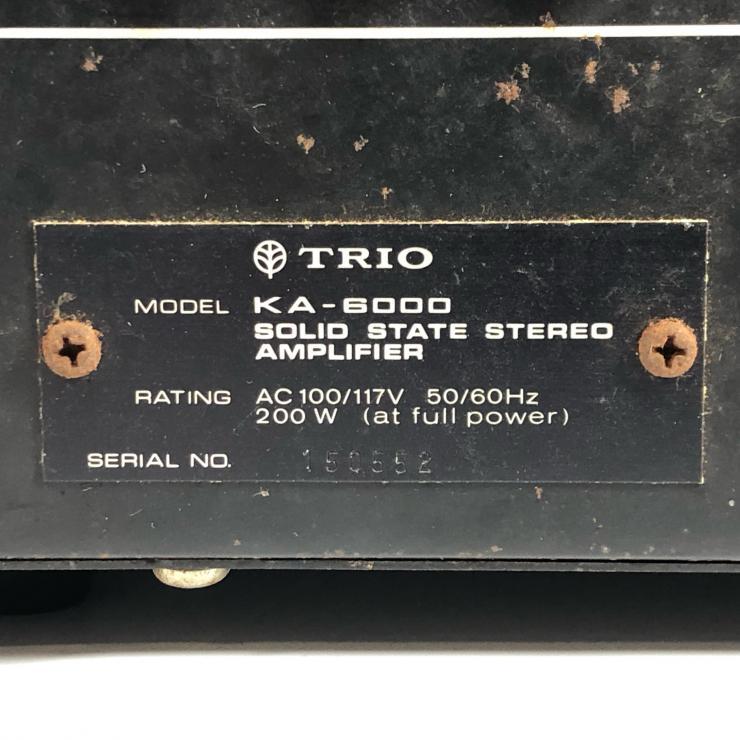 TRIO
MODEL KA-6000
SOLID STATE STEREO
AMPLIFIER
RATING AC 100/117V 50/60Hz
200 W (at full power)
SERIAL NO.